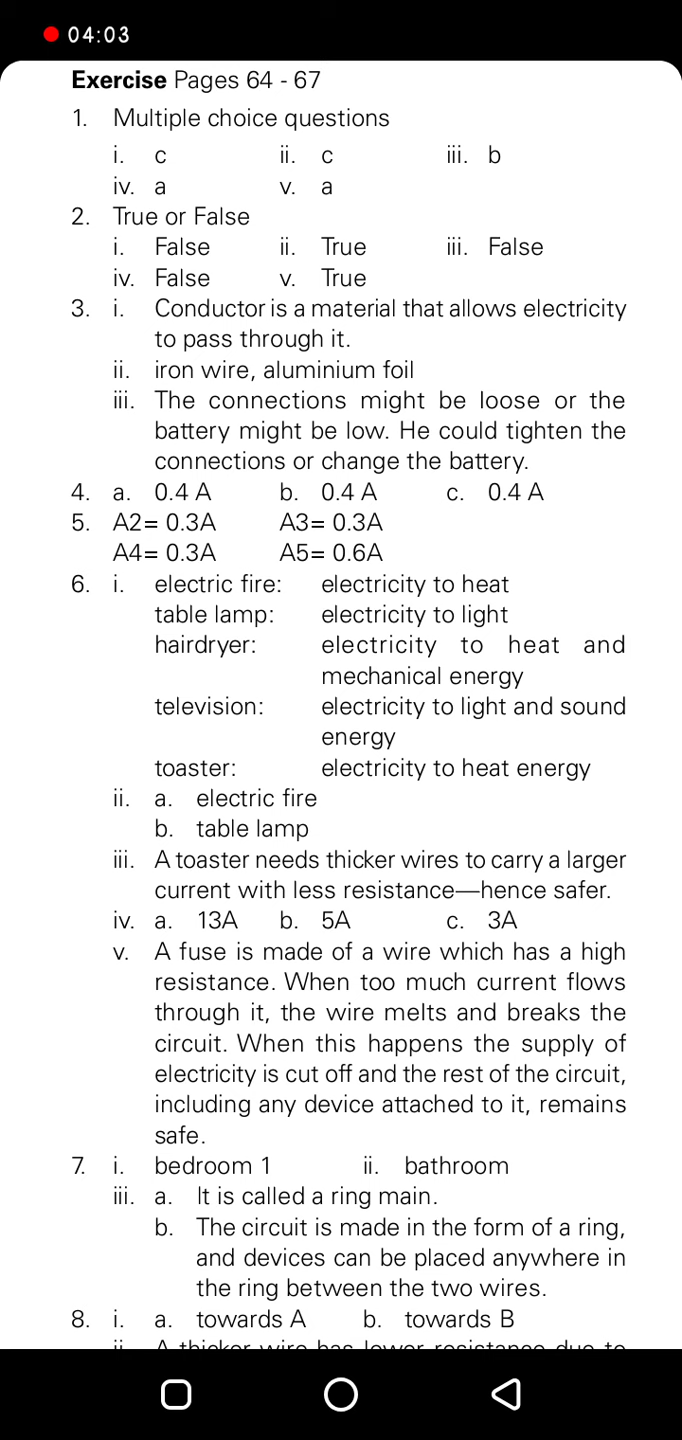 04:03
Exercise Pages 64 - 67
1. Multiple choice questions
i. c ii. c iii. b
iv. a v. a
2. True or False
i. False ii. True iii. False
iv. False v. True
3. i. Conductor is a material that allows electricity
to pass through it.
ii. iron wire, aluminium foil
iii. The connections might be loose or the
battery might be low. He could tighten the
connections or change the battery.
4. a. 0.4 A b. 0.4 A c. 0.4 A
5. A2= 0.3A A3= 0.3A
A4= 0.3A A5= 0.6A
6. i. electric fire: electricity to heat
table lamp: electricity to light
hairdryer: electricity to heat and
mechanical energy
television: electricity to light and sound
energy
toaster: electricity to heat energy
ii. a. electric fire
b. table lamp
iii. A toaster needs thicker wires to carry a larger
current with less resistance—hence safer.
iv. a. 13A b. 5A c. 3A
v. A fuse is made of a wire which has a high
resistance. When too much current flows
through it, the wire melts and breaks the
circuit. When this happens the supply of
electricity is cut off and the rest of the circuit,
including any device attached to it, remains
safe.
7. i. bedroom 1 ii. bathroom
iii. a. It is called a ring main.
b. The circuit is made in the form of a ring,
and devices can be placed anywhere in
the ring between the two wires.
8. i. a. towards A b. towards B
ii. A thicker wire has lower resistance due to